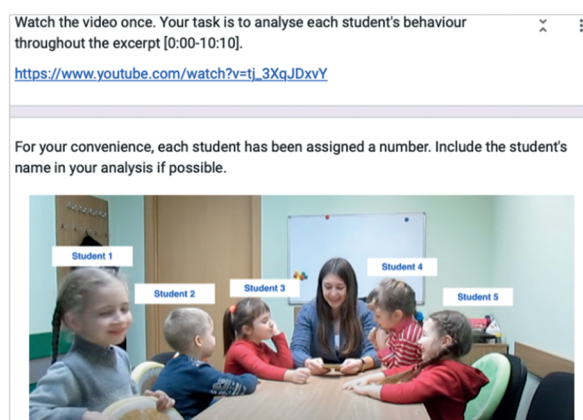 Watch the video once. Your task is to analyse each student's behaviour
throughout the excerpt [0:00-10:10].
https://www.youtube.com/watch?v=tj_3XqJDxvY
For your convenience, each student has been assigned a number. Include the student's
name in your analysis if possible.
Student 1
Student 2
Student 3
Student 4
Student 5